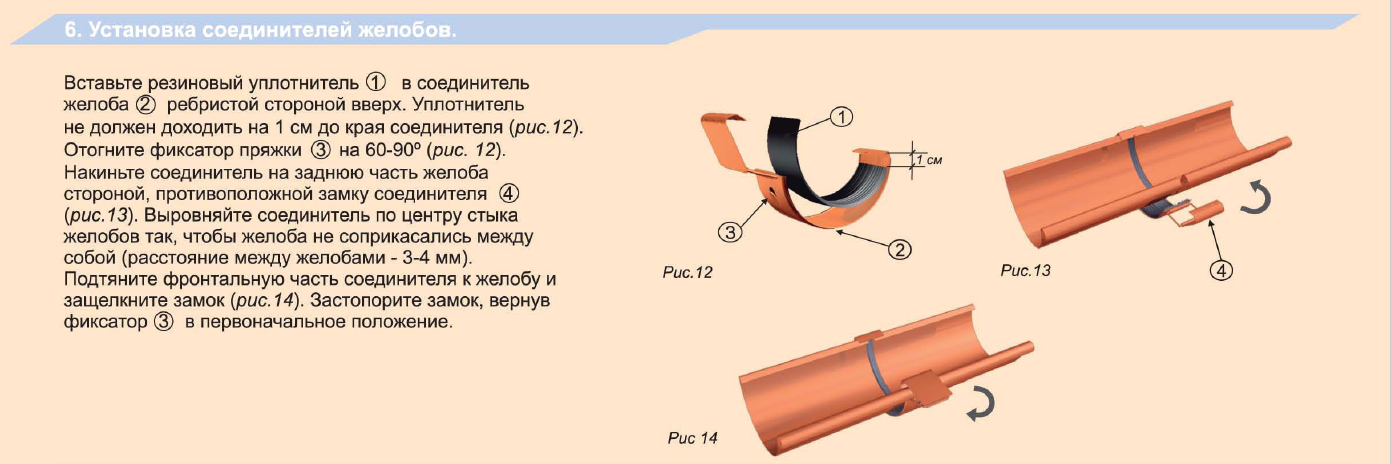 6. Установка соединителей желобов.
Вставьте резиновый уплотнитель ① в соединитель
желоба ② ребристой стороной вверх. Уплотнитель
не должен доходить на 1 см до края соединителя (рис.12).
Отогните фиксатор пряжки ③ на 60-90º (рис. 12).
Накиньте соединитель на заднюю часть желоба
стороной, противоположной замку соединителя ④
(рис.13). Выровняйте соединитель по центру стыка
желобов так, чтобы желоба не соприкасались между
собой (расстояние между желобами - 3-4 мм).
Подтяните фронтальную часть соединителя к желобу и
защелкните замок (рис.14). Застопорите замок, вернув
фиксатор ③ в первоначальное положение.
①
1 см
③
②
Рис.12
④
Рис.13
Рис 14